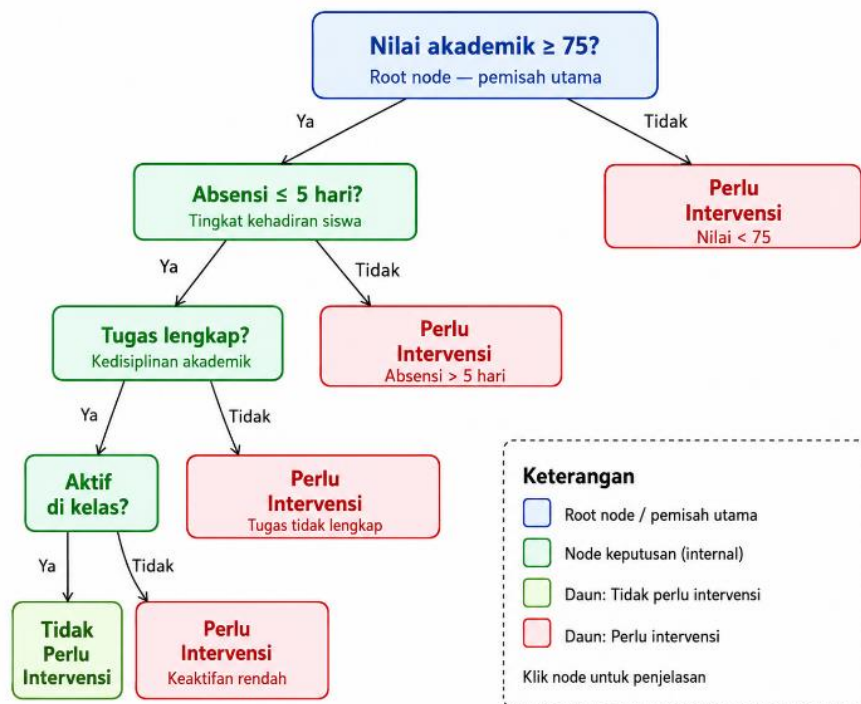 Nilai akademik ≥ 75?
Root node — pemisah utama
Ya
Tidak
Absensi ≤ 5 hari?
Tingkat kehadiran siswa
Perlu
Intervensi
Nilai < 75
Ya
Tidak
Tugas lengkap?
Kedisiplinan akademik
Perlu
Intervensi
Absensi > 5 hari
Ya
Tidak
Aktif
di kelas?
Perlu
Intervensi
Tugas tidak lengkap
Ya
Tidak
Tidak
Perlu
Intervensi
Perlu
Intervensi
Keaktifan rendah
Keterangan
Root node / pemisah utama
Node keputusan (internal)
Daun: Tidak perlu intervensi
Daun: Perlu intervensi
Klik node untuk penjelasan